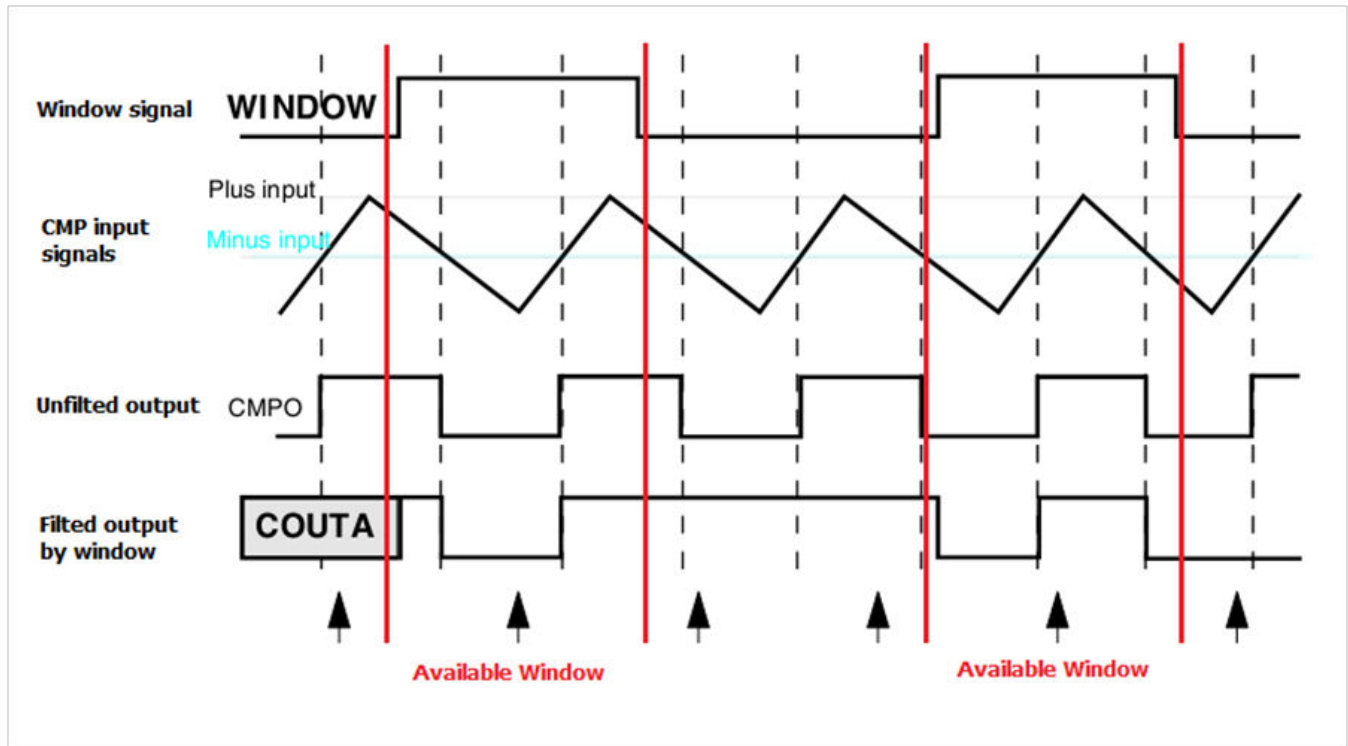 Window signal
WINDOW
Plus input
CMP input
signals
Minus input
Unfilted output
CMPO
Filted output
by window
COUTA
Available Window
Available Window